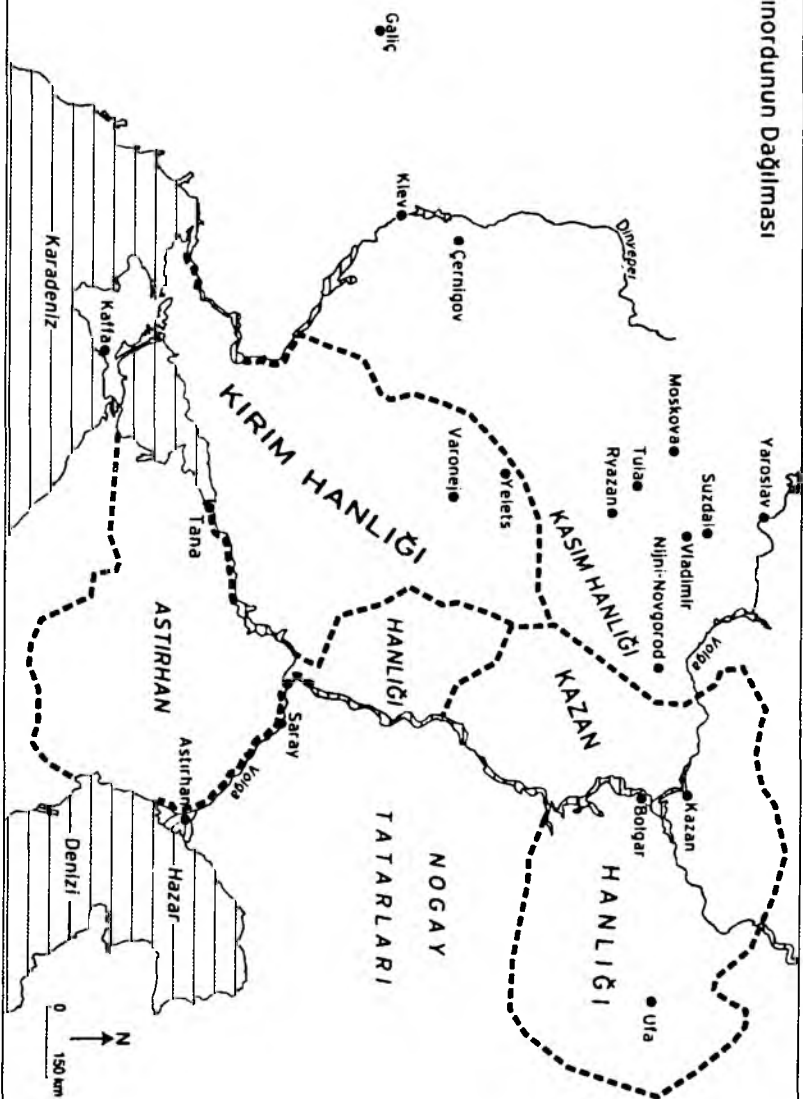 ınordunun Dağılması
Galiç
Kiev
Çernigov
Dinyeper
Moskova
Tula
Ryazan
Suzdal
Vladimir
Nijni-Novgorod
Yaroslav
Volga
Yelets
Varonej
KASIM HANLIĞI
KIRIM HANLIĞI
Karadeniz
Kaffa
Tana
ASTIRHAN
HANLIĞI
Saray
Volga
Astırhan
KAZAN
HANLIĞI
Kazan
Bolgar
Ufa
NOGAY
TATARLARI
Hazar
Denizi
N
0 150 km